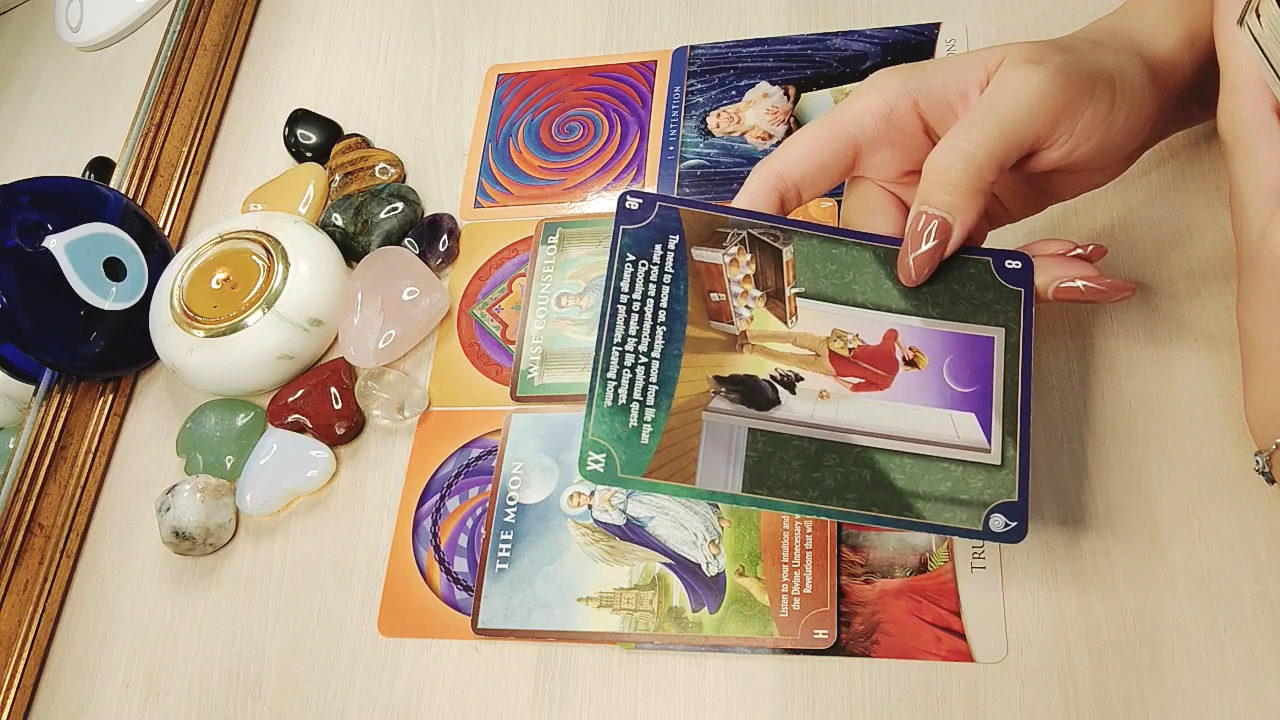 8
Je
The need to move on. Seeking more from life than
what you are experiencing. A spiritual quest.
Choosing to make big life changes.
A change in priorities. Leaving home.
XX
1 ♦ INTENTION
WISE COUNSELOR
THE MOON
Listen to your intuition and
the Divine. Unnecessary
Revelations that will
H